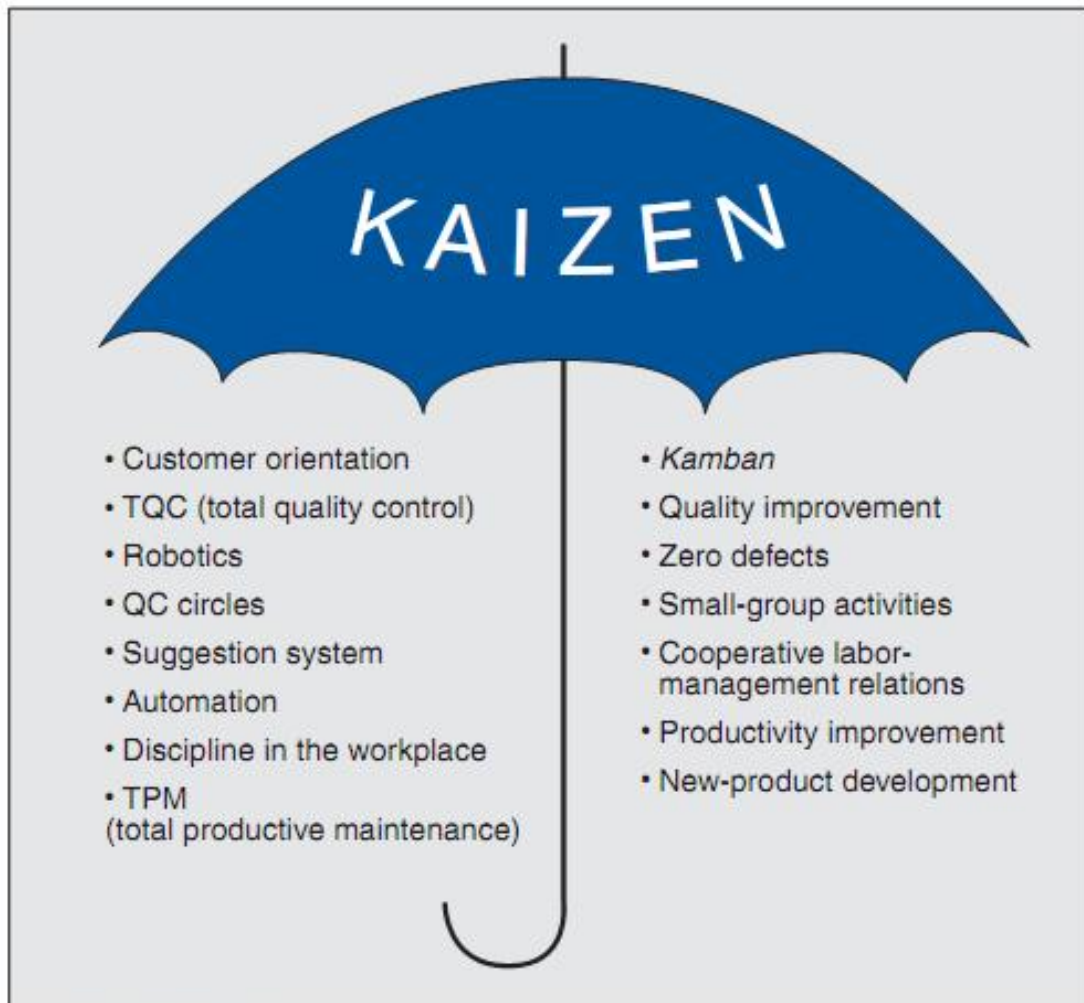 KAIZEN
• Customer orientation
• TQC (total quality control)
• Robotics
• QC circles
• Suggestion system
• Automation
• Discipline in the workplace
• TPM
(total productive maintenance)
• Kamban
• Quality improvement
• Zero defects
• Small-group activities
• Cooperative labor-
management relations
• Productivity improvement
• New-product development